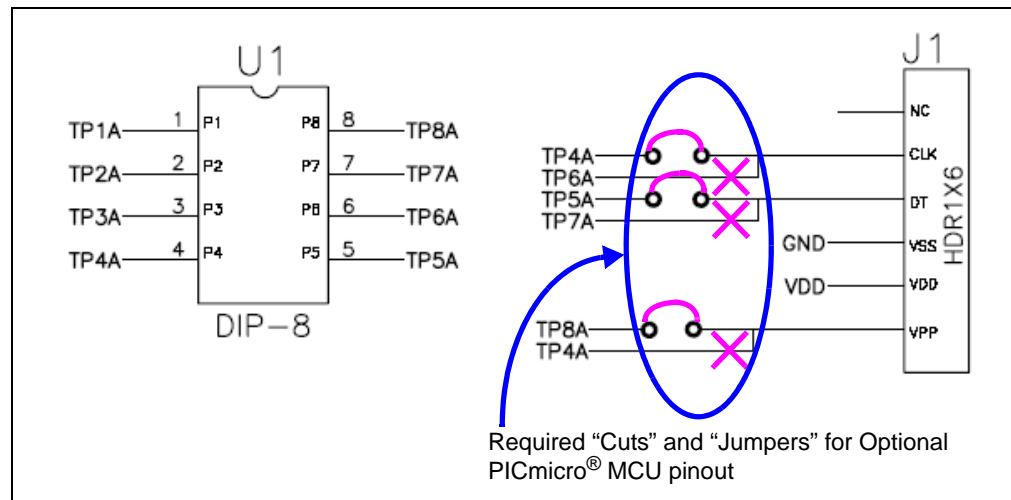 U1
TP1A 1 P1 P8 8 TP8A
TP2A 2 P2 P7 7 TP7A
TP3A 3 P3 P6 6 TP6A
TP4A 4 P4 P5 5 TP5A
DIP-8
J1
NC
TP4A CLK
TP6A
TP5A DT
TP7A
GND VSS
VDD VDD
TP8A VPP
TP4A
HDR1X6
Required “Cuts” and “Jumpers” for Optional
PICmicro® MCU pinout